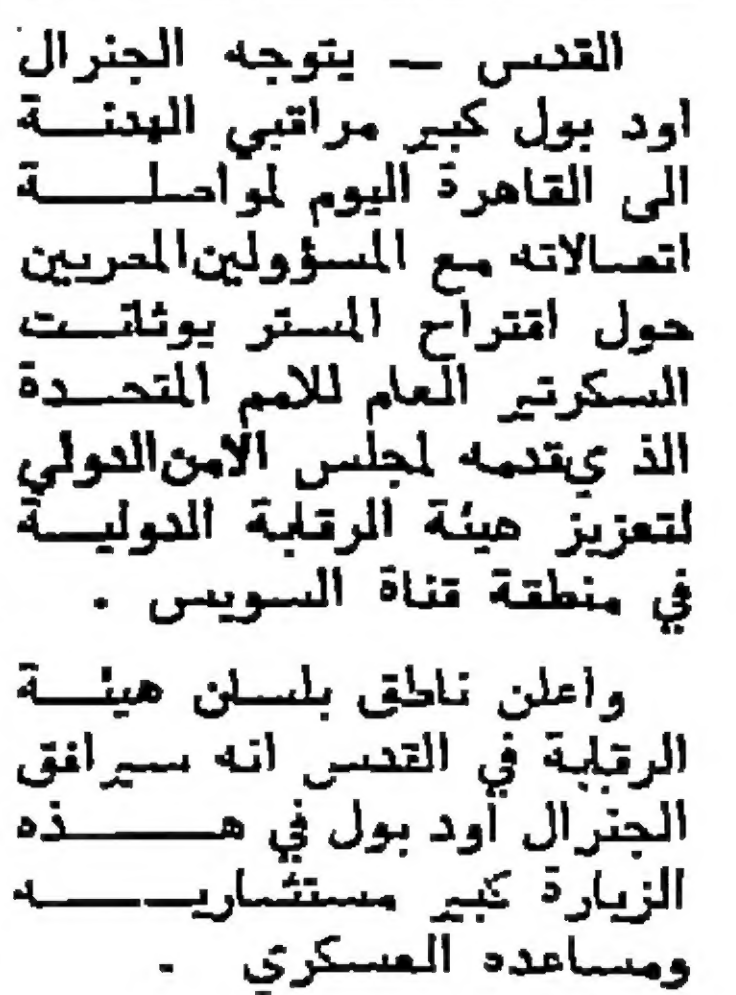 القدس — يتوجه الجنرال
اود بول كبير مراقبي الهدنة
الى القاهرة اليوم لمواصلة
اتصالاته مع المسؤولين المصريين
حول اقتراح المستر يوثانت
السكرتير العام للامم المتحدة
الذ ي يقدمه لمجلس الامن الدولي
لتعزيز هيئة الرقابة الدولية
في منطقة قناة السويس .
واعلن ناطق بلسان هيئة
الرقابة في القدس انه سيرافق
الجنرال أود بول في هذه
الزيارة كبير مستشاريه
ومساعده العسكري .